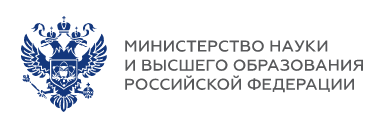 МИНИСТЕРСТВО НАУКИ
И ВЫСШЕГО ОБРАЗОВАНИЯ
РОССИЙСКОЙ ФЕДЕРАЦИИ